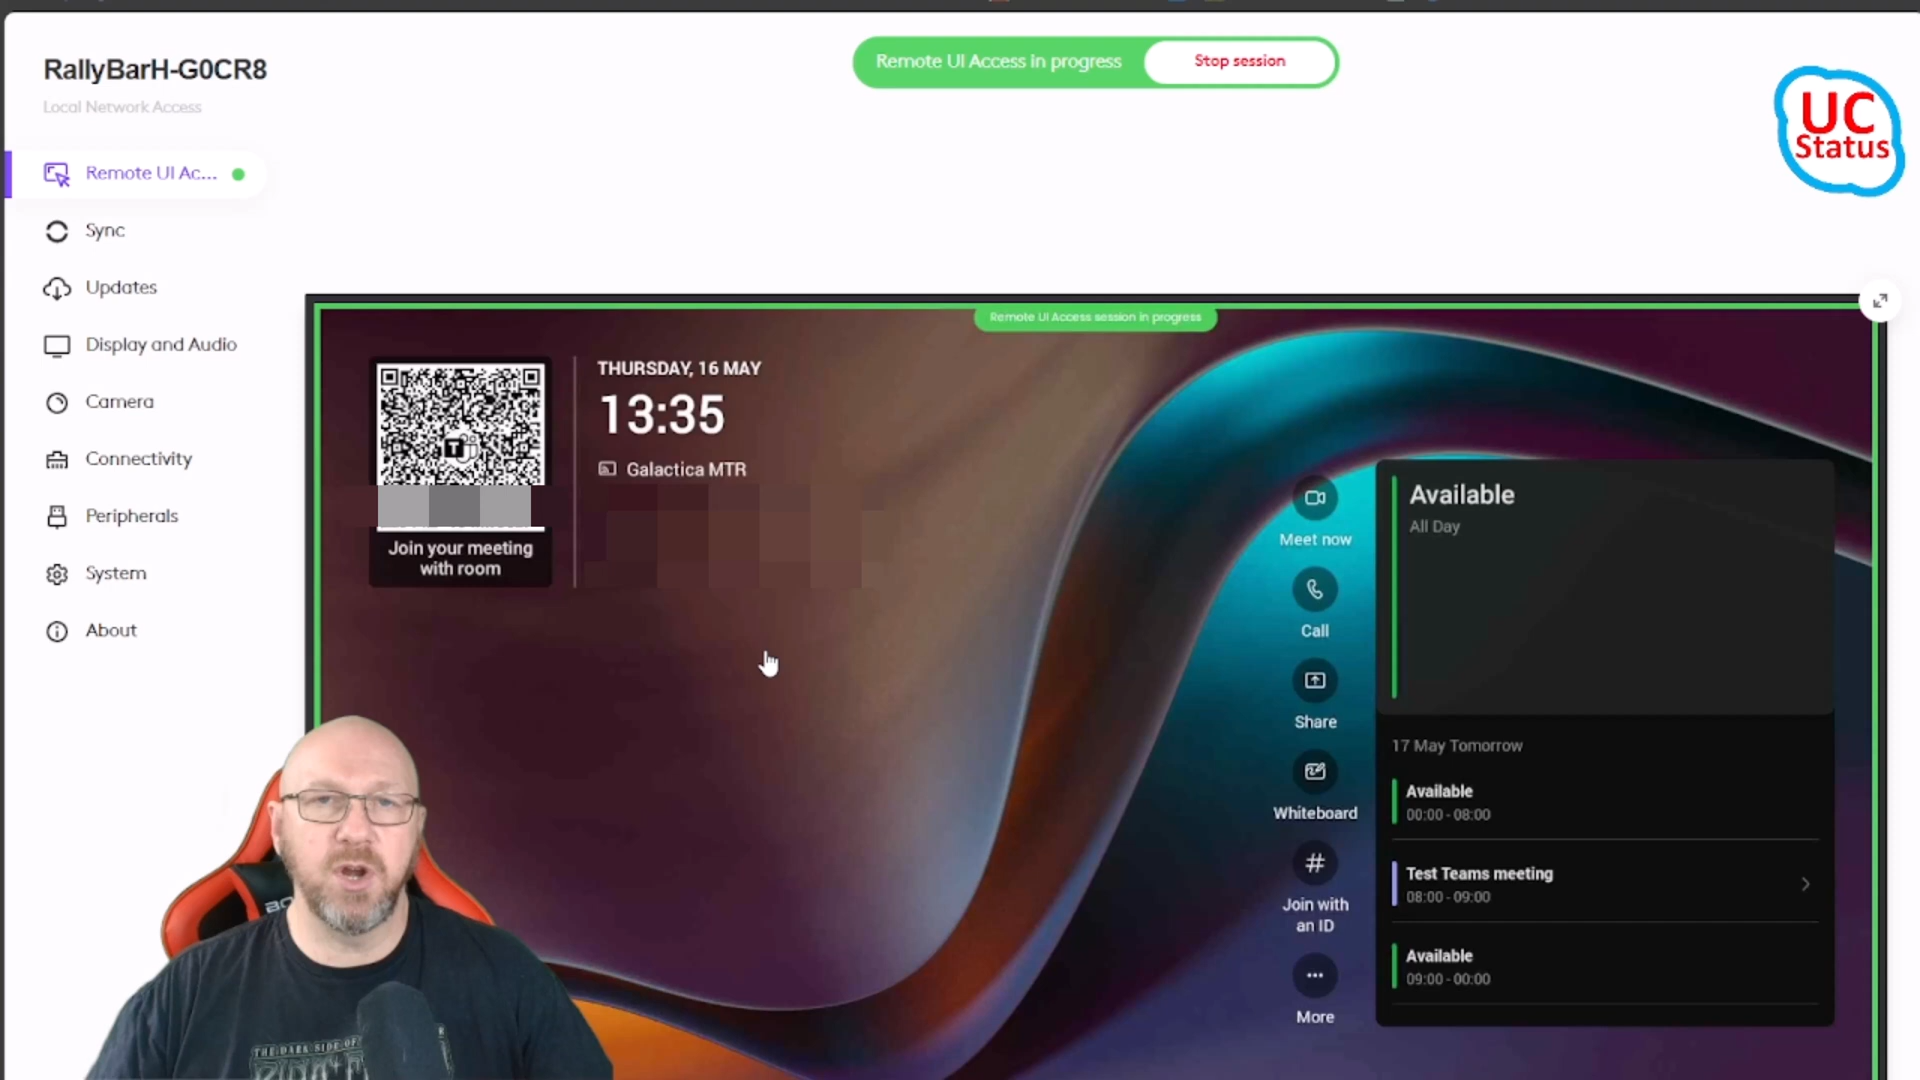 RallyBarH-G0CR8
Local Network Access
Remote UI Access in progress
Stop session
UC
Status
Remote UI Ac...
Sync
Updates
Display and Audio
Camera
Connectivity
Peripherals
System
About
Remote UI Access session in progress
THURSDAY, 16 MAY
13:35
Galactica MTR
Join your meeting
with room
Meet now
Call
Share
Whiteboard
#
Join with
an ID
More
Available
All Day
17 May Tomorrow
Available
00:00 - 08:00
Test Teams meeting
08:00 - 09:00
Available
09:00 - 00:00
THE DARK SIDE OF